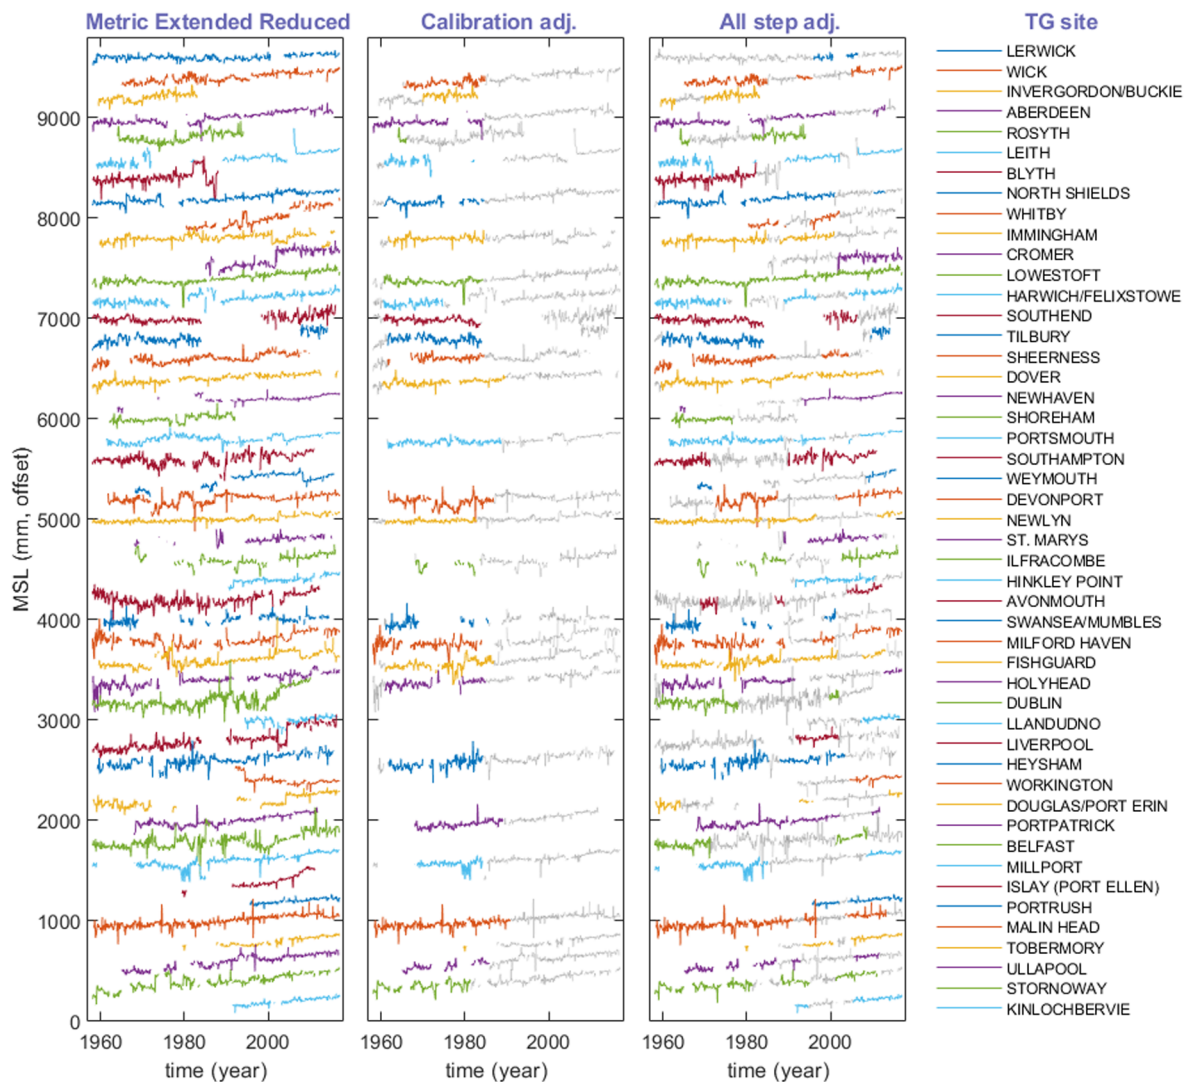 Metric Extended Reduced
Calibration adj.
All step adj.
TG site
MSL (mm, offset)
9000
8000
7000
6000
5000
4000
3000
2000
1000
0
1960 1980 2000
1960 1980 2000
1960 1980 2000
time (year)
time (year)
time (year)
LERWICK
WICK
INVERGORDON/BUCKIE
ABERDEEN
ROSYTH
LEITH
BLYTH
NORTH SHIELDS
WHITBY
IMMINGHAM
CROMER
LOWESTOFT
HARWICH/FELIXSTOWE
SOUTHEND
TILBURY
SHEERNESS
DOVER
NEWHAVEN
SHOREHAM
PORTSMOUTH
SOUTHAMPTON
WEYMOUTH
DEVONPORT
NEWLYN
ST. MARYS
ILFRACOMBE
HINKLEY POINT
AVONMOUTH
SWANSEA/MUMBLES
MILFORD HAVEN
FISHGUARD
HOLYHEAD
DUBLIN
LLANDUDNO
LIVERPOOL
HEYSHAM
WORKINGTON
DOUGLAS/PORT ERIN
PORTPATRICK
BELFAST
MILLPORT
ISLAY (PORT ELLEN)
PORTRUSH
MALIN HEAD
TOBERMORY
ULLAPOOL
STORNOWAY
KINLOCHBERVIE